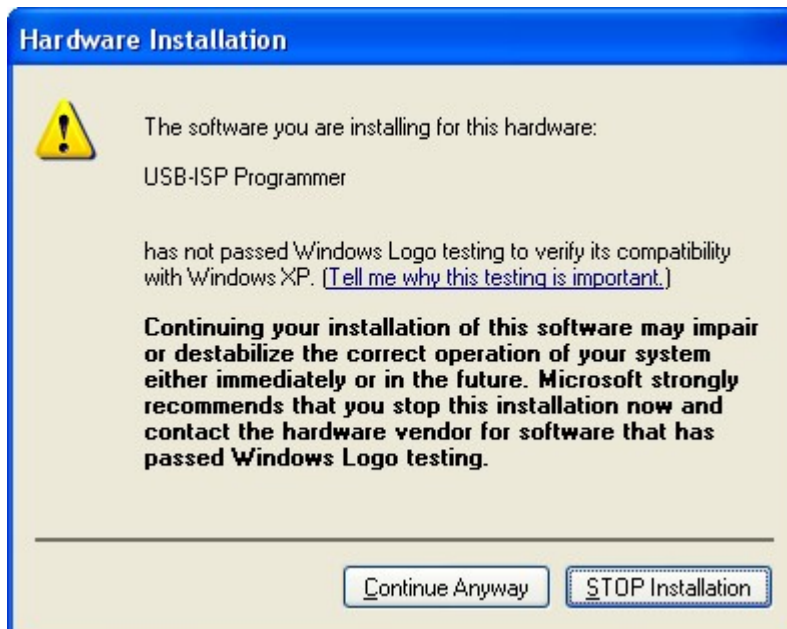 Hardware Installation
The software you are installing for this hardware:
USB-ISP Programmer
has not passed Windows Logo testing to verify its compatibility
with Windows XP. (Tell me why this testing is important.)
Continuing your installation of this software may impair
or destabilize the correct operation of your system
either immediately or in the future. Microsoft strongly
recommends that you stop this installation now and
contact the hardware vendor for software that has
passed Windows Logo testing.
Continue Anyway STOP Installation